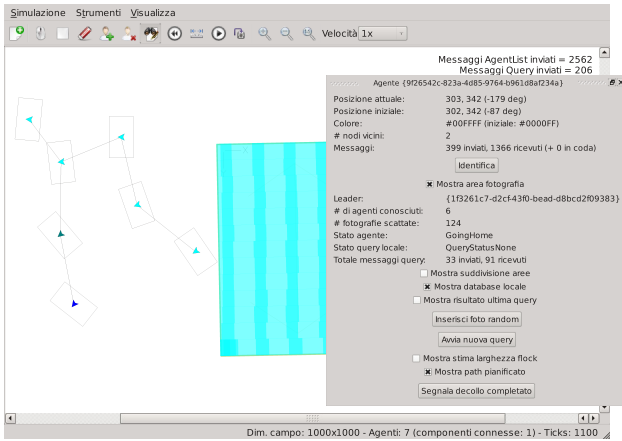 Simulazione Strumenti Visualizza
Velocità 1x
Messaggi AgentList inviati = 2562
Messaggi Query inviati = 206
Agente {9f26542c-823a-4d85-9764-b961d8af234a}
Posizione attuale: 303, 342 (-179 deg)
Posizione iniziale: 302, 342 (-87 deg)
Colore: #00FFFF (iniziale: #0000FF)
# nodi vicini: 2
Messaggi: 399 inviati, 1366 ricevuti (+ 0 in coda)
Identifica
Mostra area fotografia
Leader: {1f3261c7-d2cf-43f0-bead-d8bcd2f09383}
# di agenti conosciuti: 6
# fotografie scattate: 124
Stato agente: GoingHome
Stato query locale: QueryStatusNone
Totale messaggi query: 33 inviati, 91 ricevuti
Mostra suddivisione aree
Mostra database locale
Mostra risultato ultima query
Inserisci foto random
Avvia nuova query
Mostra stima larghezza flock
Mostra path pianificato
Segnala decollo completato
Dim. campo: 1000x1000 - Agenti: 7 (componenti connesse: 1) - Ticks: 1100